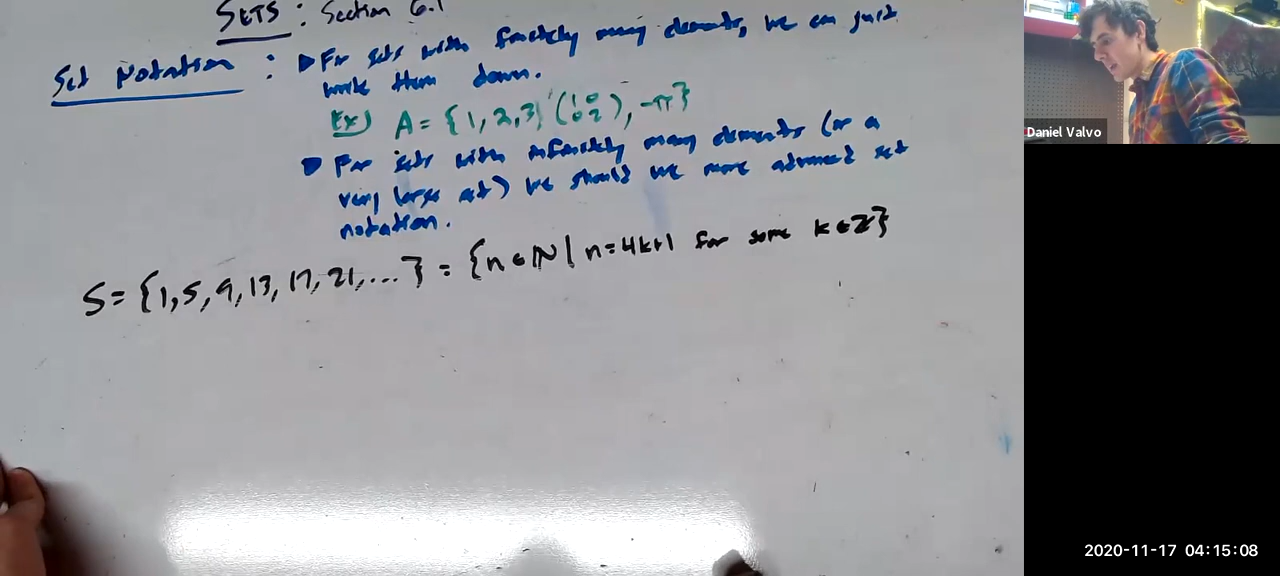 SETS : Section 6.1
Set Notation : ▷ For sets with finitely many elements, we can just
write them down.
Ex) A = {1, 2, 3, (1 0
0 2), -π}
▷ For sets with infinitely many elements (or a
very large set) we should use more advanced set
notation.
S = {1, 5, 9, 13, 17, 21, ...} = {n ∈ ℕ | n = 4k+1 for some k ∈ ℤ}
Daniel Valvo
2020-11-17 04:15:08